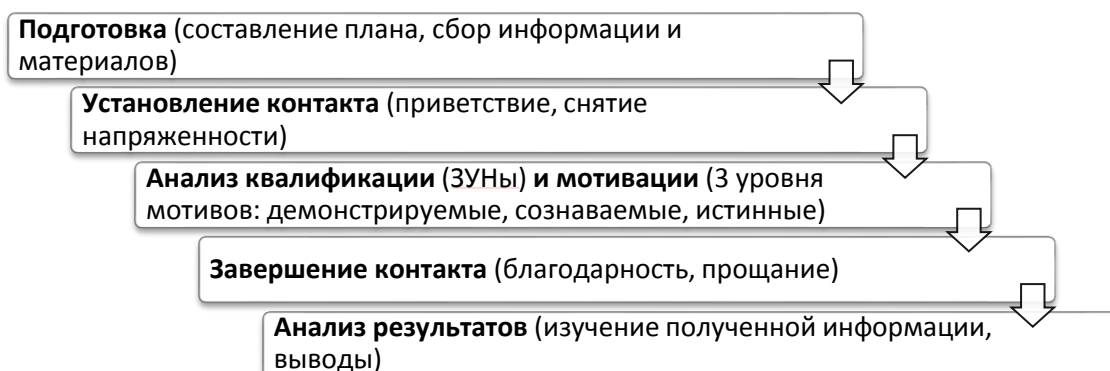 Подготовка (составление плана, сбор информации и
материалов)
Установление контакта (приветствие, снятие
напряженности)
Анализ квалификации (ЗУНы) и мотивации (3 уровня
мотивов: демонстрируемые, сознаваемые, истинные)
Завершение контакта (благодарность, прощание)
Анализ результатов (изучение полученной информации,
выводы)